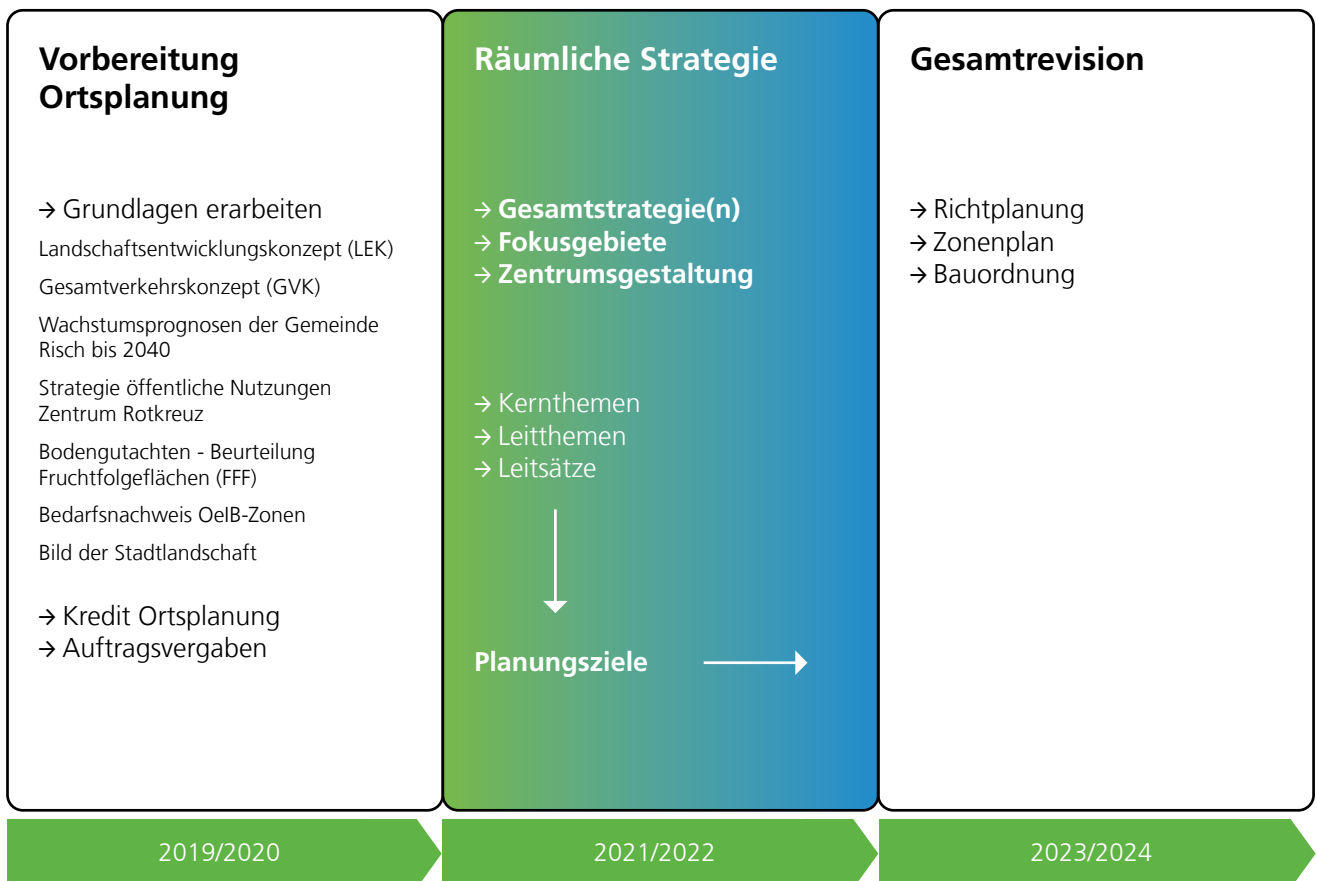 Vorbereitung
Ortsplanung
→ Grundlagen erarbeiten
Landschaftsentwicklungskonzept (LEK)
Gesamtverkehrskonzept (GVK)
Wachstumsprognosen der Gemeinde
Risch bis 2040
Strategie öffentliche Nutzungen
Zentrum Rotkreuz
Bodengutachten - Beurteilung
Fruchtfolgeflächen (FFF)
Bedarfsnachweis OeIB-Zonen
Bild der Stadtlandschaft
→ Kredit Ortsplanung
→ Auftragsvergaben
Räumliche Strategie
→ Gesamtstrategie(n)
→ Fokusgebiete
→ Zentrumsgestaltung
→ Kernthemen
→ Leitthemen
→ Leitsätze
Planungsziele
Gesamtrevision
→ Richtplanung
→ Zonenplan
→ Bauordnung
2019/2020
2021/2022
2023/2024